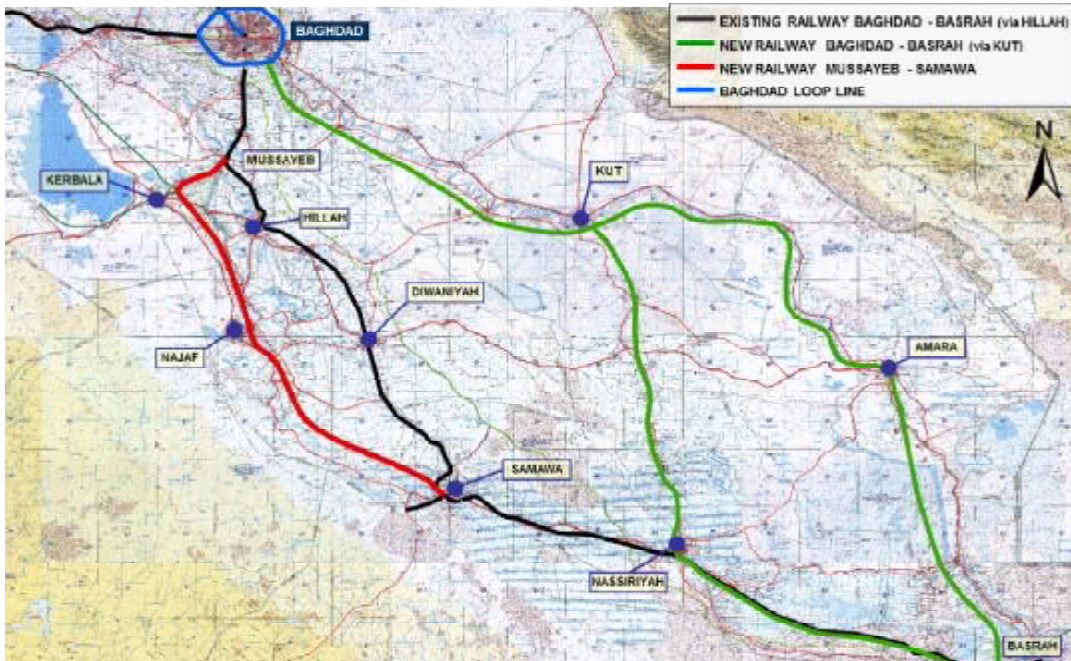 BAGHDAD
EXISTING RAILWAY BAGHDAD - BASRAH (via HILLAH)
NEW RAILWAY BAGHDAD - BASRAH (via KUT)
NEW RAILWAY MUSSAYEB - SAMAWA
BAGHDAD LOOP LINE
N
MUSSAYEB
KERBALA
KUT
HILLAH
DIWANIYAH
NAJAF
AMARA
SAMAWA
NASSIRIYAH
BASRAH